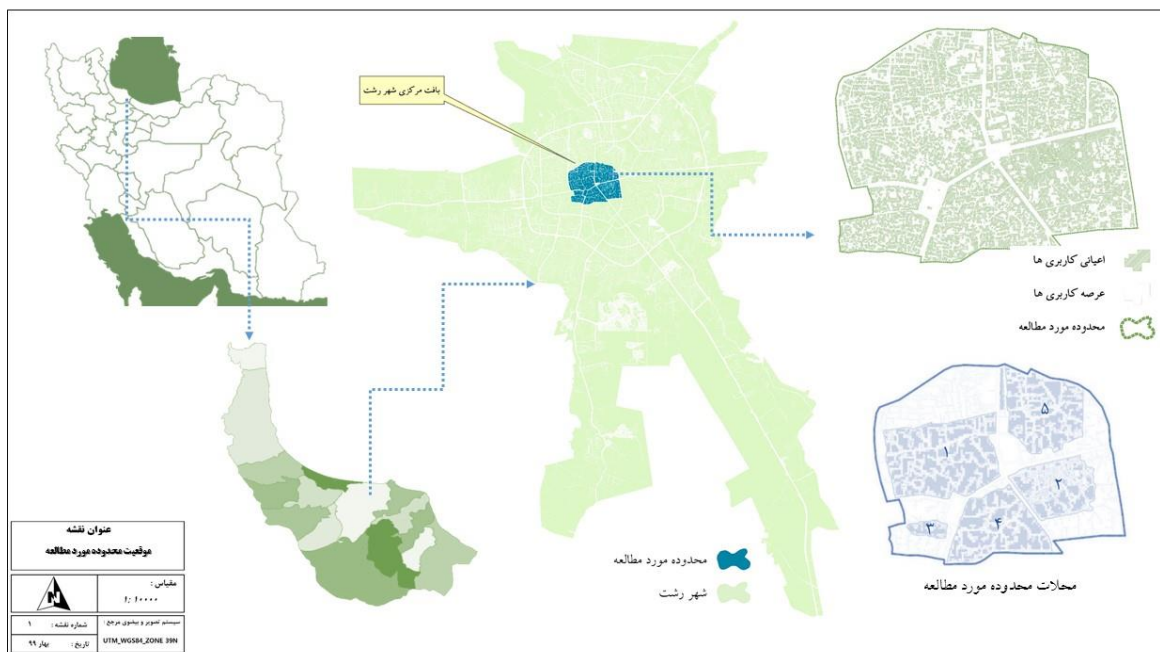 بافت مرکزی شهر رشت
اعیانی کاربری ها
عرصه کاربری ها
محدوده مورد مطالعه
۵
۱
۲
۳
۴
محلات محدوده مورد مطالعه
محدوده مورد مطالعه
شهر رشت
عنوان نقشه
موقعیت محدوده مورد مطالعه
مقیاس :
۱: ۱۰۰۰۰
سیستم تصویر و بیضوی مرجع :
UTM_WGS84_ZONE 39N
شماره نقشه : ۱
تاریخ : بهار ۹۹
N